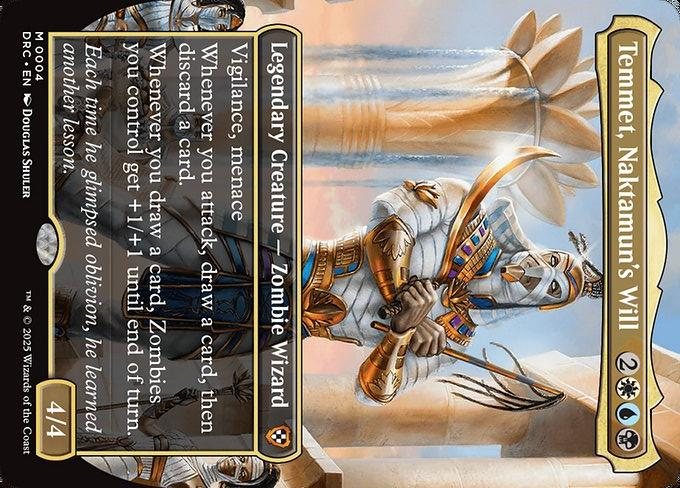 Temmet, Naktamun's Will 2
Legendary Creature — Zombie Wizard
Vigilance, menace
Whenever you attack, draw a card, then
discard a card.
Whenever you draw a card, Zombies
you control get +1/+1 until end of turn.
Each time he glimpsed oblivion, he learned
another lesson.
4/4
M 0004
DRC • EN Douglas Shuler
™ & © 2025 Wizards of the Coast